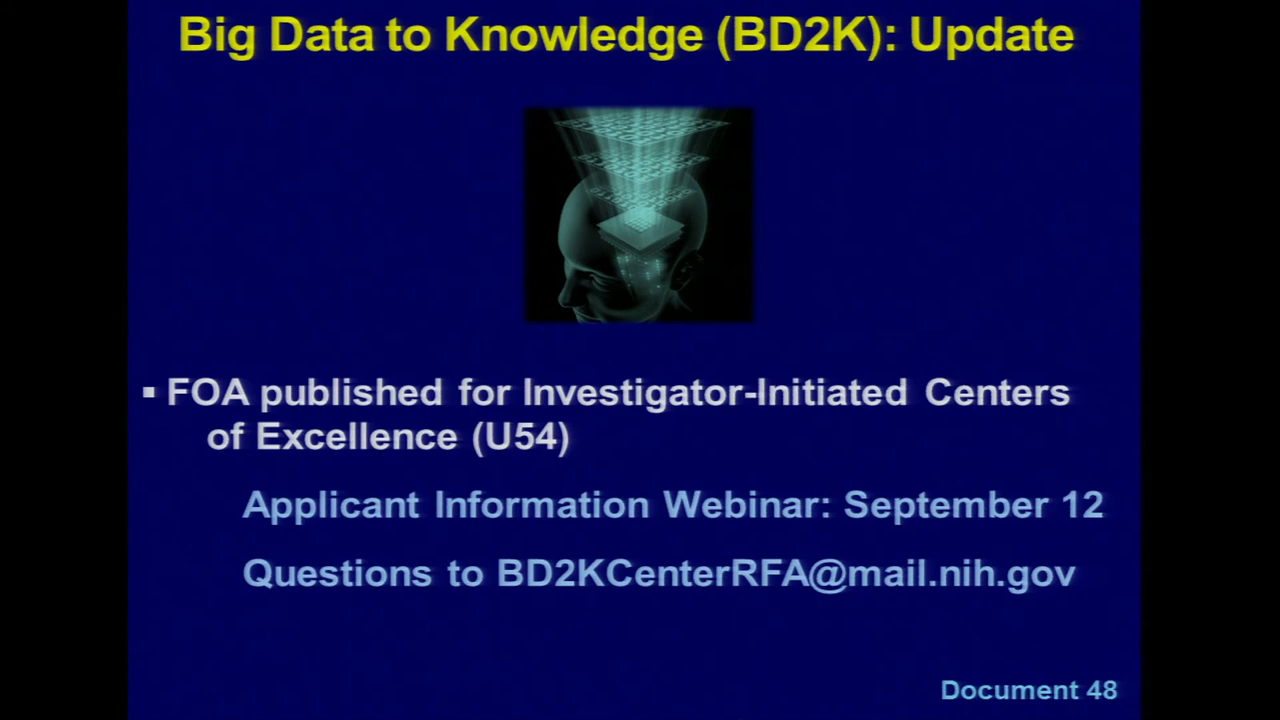 Big Data to Knowledge (BD2K): Update
▪ FOA published for Investigator-Initiated Centers
of Excellence (U54)
Applicant Information Webinar: September 12
Questions to BD2KCenterRFA@mail.nih.gov
Document 48